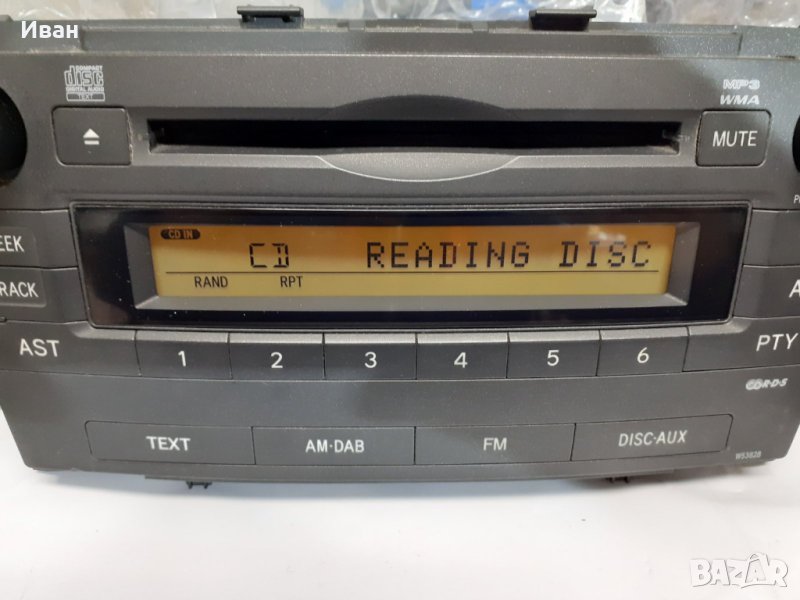 Иван
COMPACT
disc
DIGITAL AUDIO
TEXT
MP3
WMA
MUTE
CD IN
CD READING DISC
RAND RPT
EEK
RACK
AST
1 2 3 4 5 6
PTY
R·D·S
TEXT
AM·DAB
FM
DISC·AUX
W53828
BAZAR